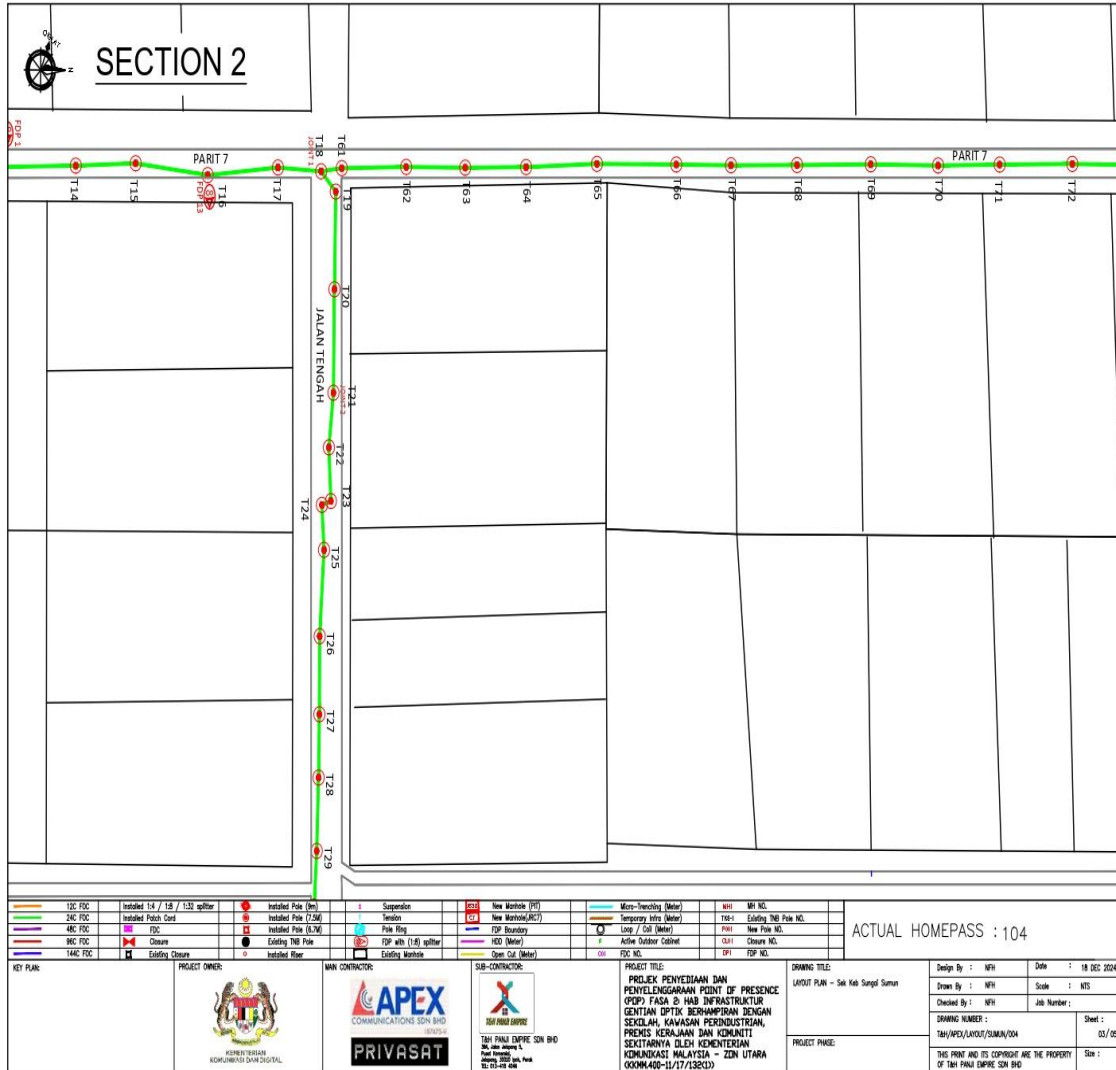 SECTION 2
FDP 1
PARIT 7
T18
JOINT 1
T61
PARIT 7
T14
T15
T16
FDP 13
T17
T19
T62
T63
T64
T65
T66
T67
T68
T69
T70
T71
T72
T20
JALAN TENGAH
T21
JOINT 2
T22
T23
T24
T25
T26
T27
T28
T29
12C FOC
24C FOC
48C FOC
96C FOC
144C FOC
Installed 1:4 / 1:8 / 1:32 splitter
Installed Patch Cord
FDC
Closure
Existing Closure
Installed Pole (9m)
Installed Pole (7.5M)
Installed Pole (6.7M)
Existing TNB Pole
Installed Riser
Suspension
Tension
Pole Ring
FDP with (1:8) splitter
Existing Manhole
New Manhole (PIT)
New Manhole(JRC7)
FDP Boundary
HDD (Meter)
Open Cut (Meter)
Micro-Trenching (Meter)
Temporary Infra (Meter)
Loop / Coil (Meter)
Active Outdoor Cabinet
FDC NO.
MH NO.
Existing TNB Pole NO.
New Pole NO.
Closure NO.
FDP NO.
ACTUAL HOMEPASS : 104
KEY PLAN:
PROJECT OWNER:
KEMENTERIAN
KOMUNIKASI DAN DIGITAL
MAIN CONTRACTOR:
APEX
COMMUNICATIONS SDN BHD
PRIVASAT
SUB-CONTRACTOR:
T&H PANJI EMPIRE
T&H PANJI EMPIRE SDN BHD
PROJECT TITLE:
PROJEK PENYEDIAAN DAN
PENYELENGGARAAN POINT OF PRESENCE
(POP) FASA 2: HAB INFRASTRUKTUR
GENTIAN OPTIK BERHAMPIRAN DENGAN
SEKOLAH, KAWASAN PERINDUSTRIAN,
PREMIS KERAJAAN DAN KOMUNITI
SEKITARNYA OLEH KEMENTERIAN
KOMUNIKASI MALAYSIA - ZON UTARA
(KKMM.400-11/17/132(1))
DRAWING TITLE:
LAYOUT PLAN - Sek Keb Sungai Sumun
PROJECT PHASE:
Design By : NFH
Date : 18 DEC 2024
Drawn By : NFH
Scale : NTS
Checked By : NFH
Job Number :
DRAWING NUMBER :
T&H/APEX/LAYOUT/SUMUN/004
Sheet :
THIS PRINT AND ITS COPYRIGHT ARE THE PROPERTY
OF T&H PANJI EMPIRE SDN BHD
Size :